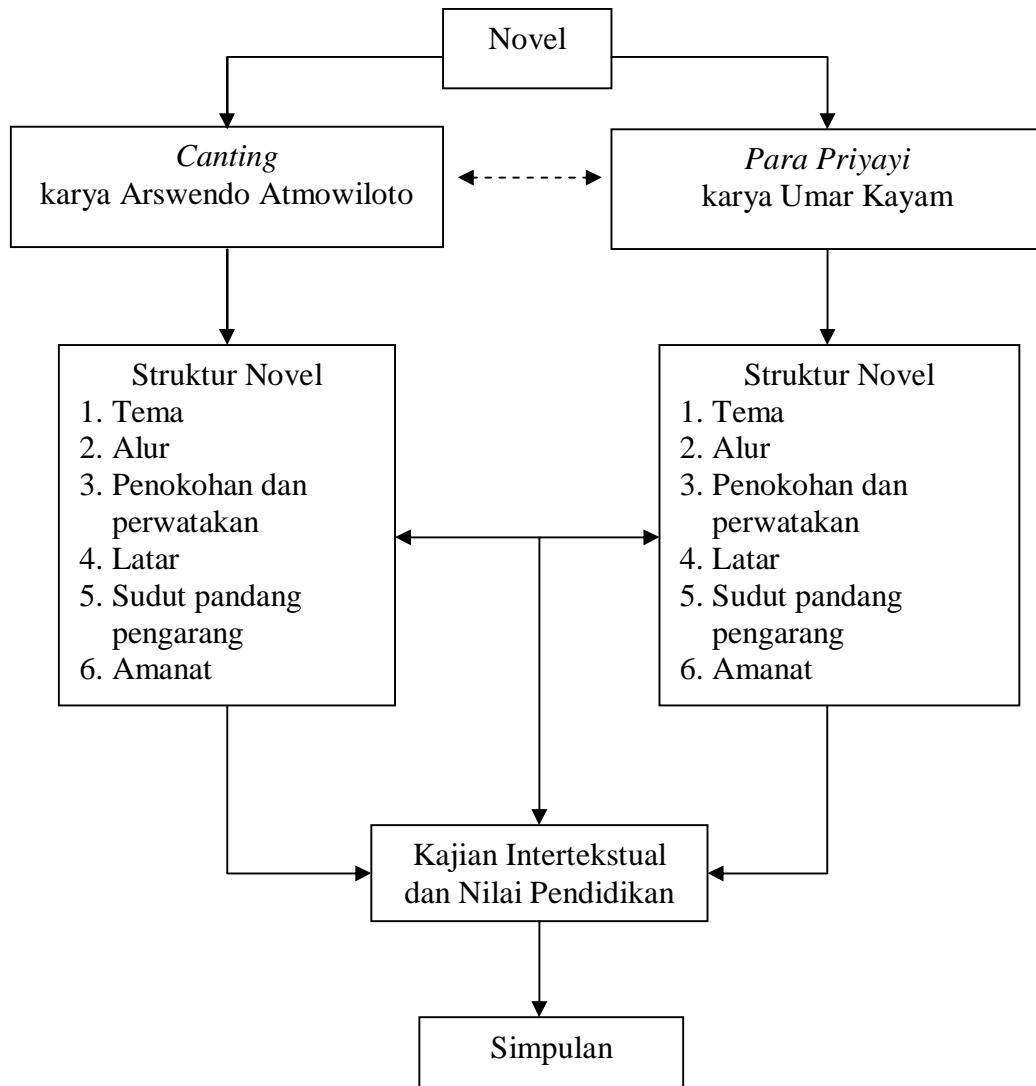 Novel
Canting
karya Arswendo Atmowiloto
Para Priyayi
karya Umar Kayam
Struktur Novel
1. Tema
2. Alur
3. Penokohan dan
perwatakan
4. Latar
5. Sudut pandang
pengarang
6. Amanat
Struktur Novel
1. Tema
2. Alur
3. Penokohan dan
perwatakan
4. Latar
5. Sudut pandang
pengarang
6. Amanat
Kajian Intertekstual
dan Nilai Pendidikan
Simpulan